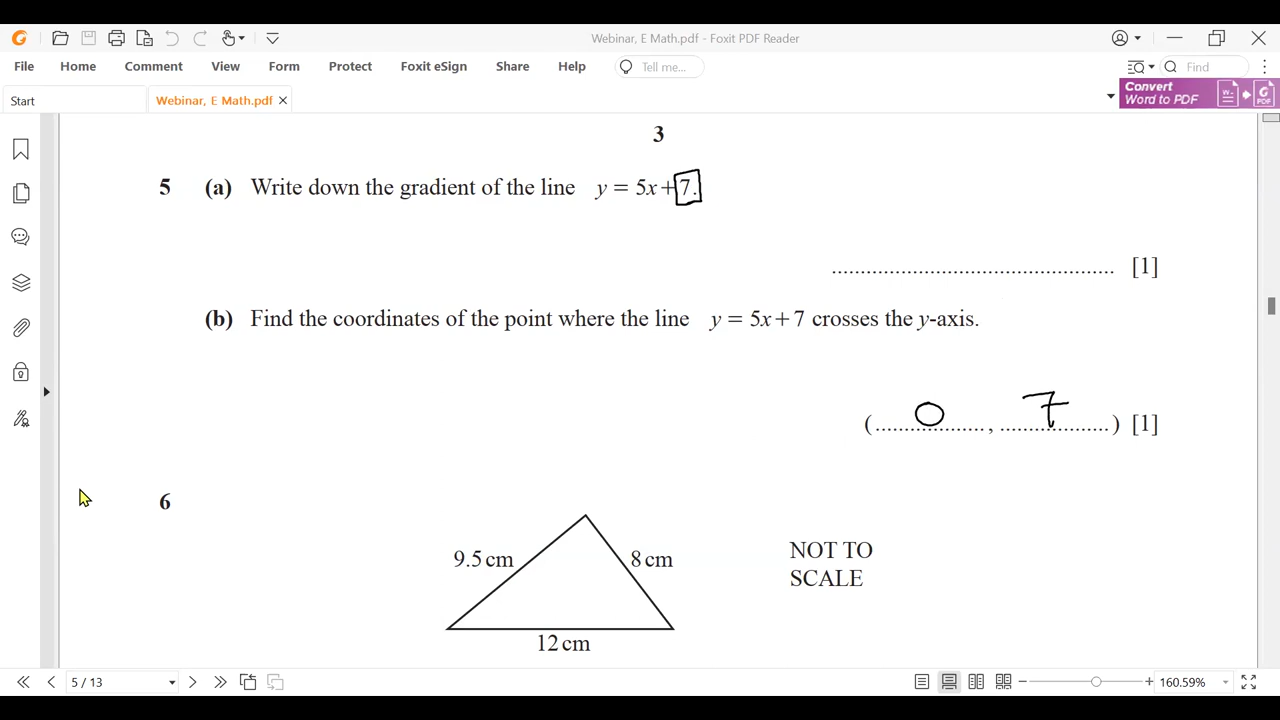 Webinar, E Math.pdf - Foxit PDF Reader
File Home Comment View Form Protect Foxit eSign Share Help Tell me... Find
Start Webinar, E Math.pdf Convert
Word to PDF
3
5 (a) Write down the gradient of the line y = 5x+7.
.................................................. [1]
(b) Find the coordinates of the point where the line y = 5x+7 crosses the y-axis.
(.........0.........., .........7..........) [1]
6
9.5 cm 8 cm NOT TO
SCALE
12 cm
5 / 13 160.59%